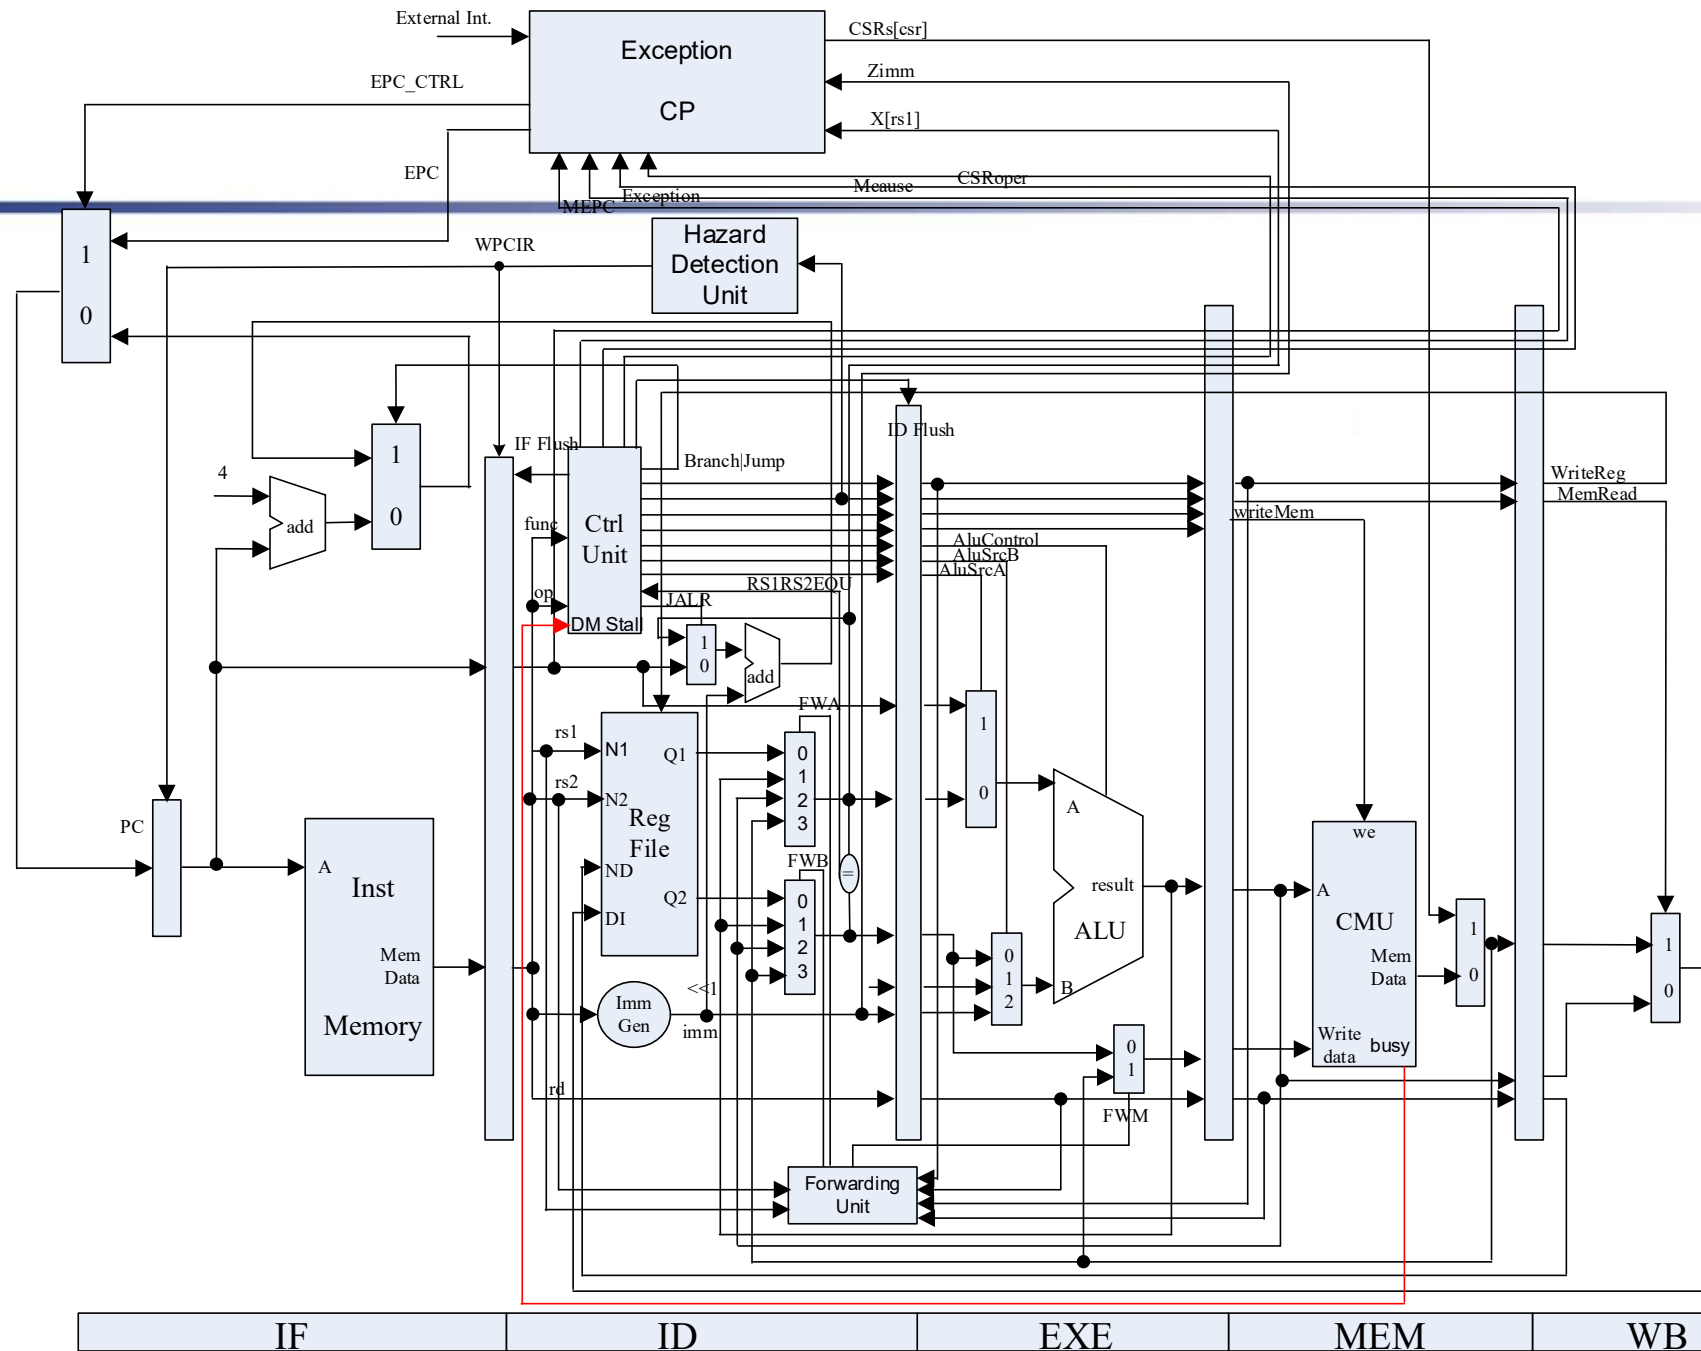 External Int.
CSRs[csr]
Exception
CP
Zimm
EPC_CTRL
X[rs1]
EPC
CSRoper
Mcause
Exception
MEPC
WPCIR
Hazard
Detection
Unit
1
0
IF Flush
ID Flush
Branch|Jump
4
add
1
0
func
Ctrl
Unit
op
DM Stall
RS1RS2EQU
JALR
1
0
add
WriteReg
MemRead
writeMem
AluControl
AluSrcB
AluSrcA
FWA
rs1
N1
Q1
rs2
N2
Reg
File
ND
DI
Q2
0
1
2
3
FWB
0
1
2
3
=
1
0
A
result
ALU
B
0
1
2
PC
A
Inst
Mem
Data
Memory
Imm
Gen
<<1
imm
rd
0
1
FWM
we
A
CMU
Mem
Data
Write
data
busy
1
0
1
0
Forwarding
Unit
IF
ID
EXE
MEM
WB